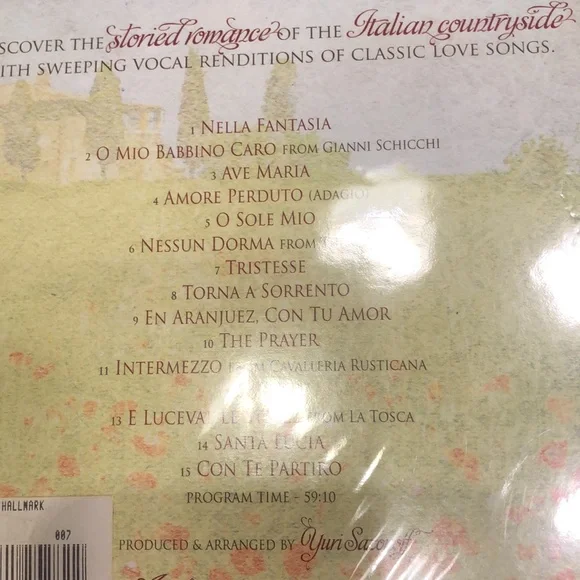 ISCOVER THE storied romance OF THE Italian countryside
ITH SWEEPING VOCAL RENDITIONS OF CLASSIC LOVE SONGS.
1 NELLA FANTASIA
2 O MIO BABBINO CARO FROM GIANNI SCHICCHI
3 AVE MARIA
4 AMORE PERDUTO (ADAGIO)
5 O SOLE MIO
6 NESSUN DORMA FROM
7 TRISTESSE
8 TORNA A SORRENTO
9 EN ARANJUEZ, CON TU AMOR
10 THE PRAYER
11 INTERMEZZO FROM CAVALLERIA RUSTICANA
13 E LUCEVAN LE FROM LA TOSCA
14 SANTA LUCIA
15 CON TE PARTIRO
PROGRAM TIME - 59:10
HALLMARK
007
PRODUCED & ARRANGED BY Yuri